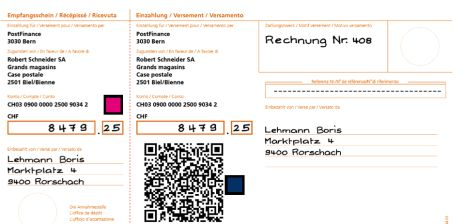 Empfangsschein / Récépissé / Ricevuta
Einzahlung für / Versement pour / Versamento per
PostFinance
3030 Bern
Zugunsten von / En faveur de / A favore di
Robert Schneider SA
Grands magasins
Case postale
2501 Biel/Bienne
Konto / Compte / Conto
CH03 0900 0000 2500 9034 2
CHF
8479.25
Einbezahlt von / Versé par / Versato da
Lehmann Boris
Marktplatz 4
9400 Rorschach
Die Annahmestelle
L'office de dépôt
L'ufficio d'accettazione
Einzahlung / Versement / Versamento
Einzahlung für / Versement pour / Versamento per
PostFinance
3030 Bern
Zugunsten von / En faveur de / A favore di
Robert Schneider SA
Grands magasins
Case postale
2501 Biel/Bienne
Konto / Compte / Conto
CH03 0900 0000 2500 9034 2
CHF
8479.25
Zahlungszweck / Motif versement / Motivo versamento
Rechnung Nr. 408
Einbezahlt von / Versé par / Versato da
Lehmann Boris
Marktplatz 4
9400 Rorschach